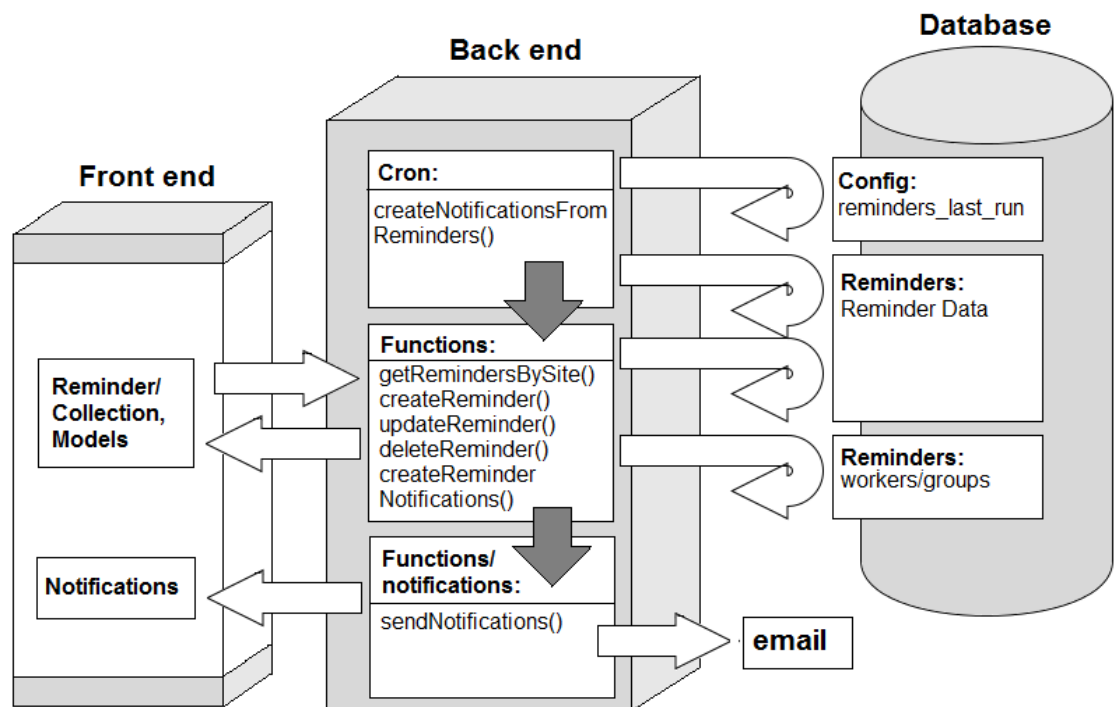 Front end
Reminder/
Collection,
Models
Notifications
Back end
Cron:
createNotificationsFrom
Reminders()
Functions:
getRemindersBySite()
createReminder()
updateReminder()
deleteReminder()
createReminder
Notifications()
Functions/
notifications:
sendNotifications()
email
Database
Config:
reminders_last_run
Reminders:
Reminder Data
Reminders:
workers/groups